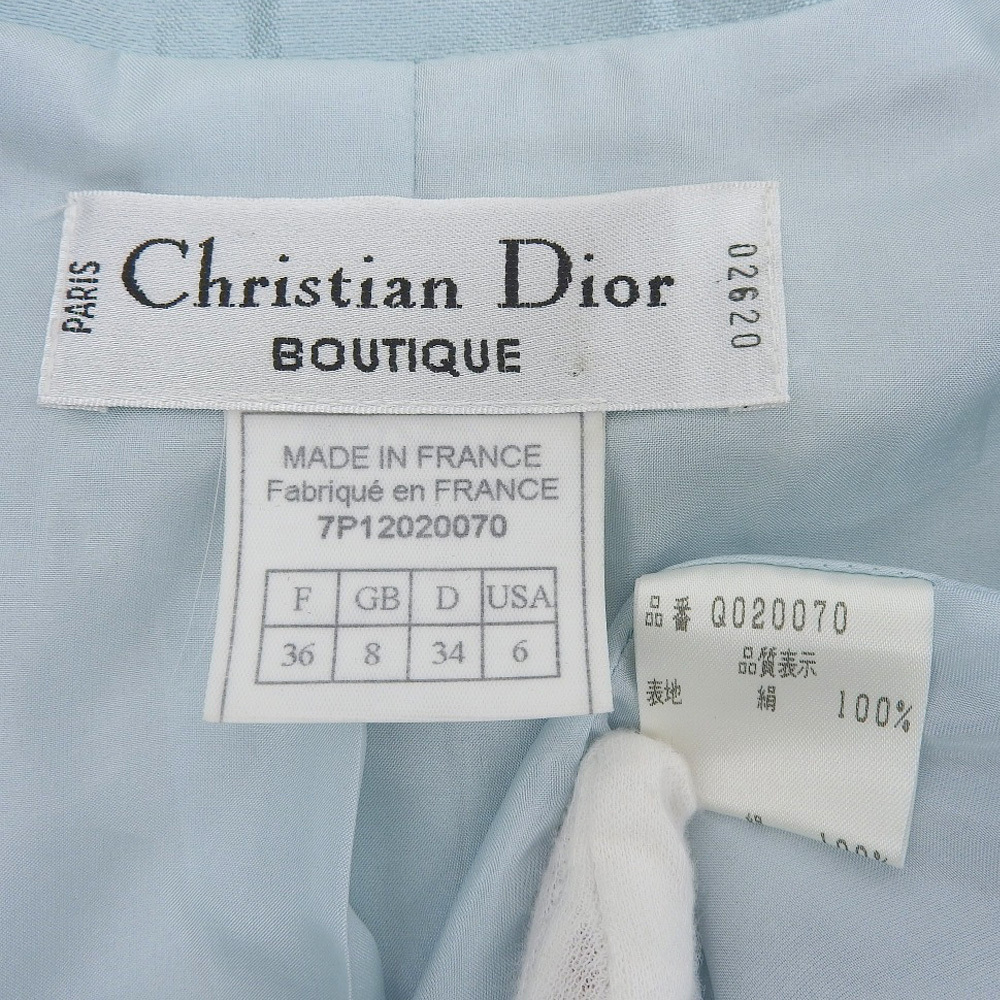 PARIS
Christian Dior
BOUTIQUE
02620
MADE IN FRANCE
Fabriqué en FRANCE
7P12020070
F GB D USA
36 8 34 6
品番 Q020070
品質表示
表地 絹 100%
100%